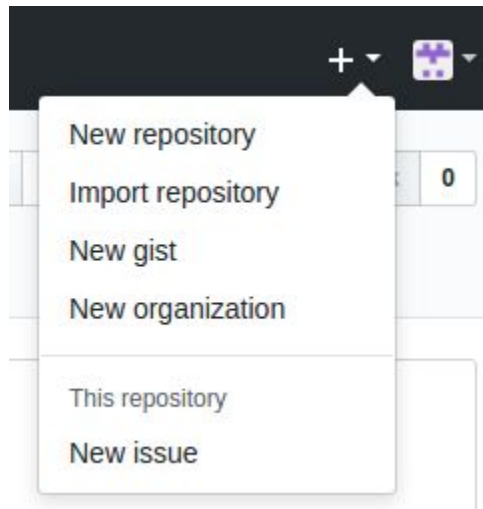 New repository
Import repository
0
New gist
New organization
This repository
New issue